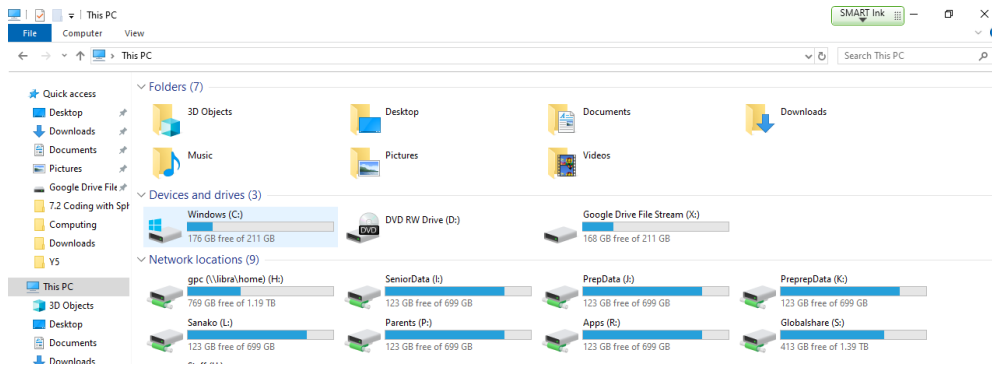 This PC
SMART Ink
File Computer View
This PC
Search This PC
Quick access
Desktop
Downloads
Documents
Pictures
Google Drive File
7.2 Coding with Sph
Computing
Downloads
Y5
This PC
3D Objects
Desktop
Documents
Downloads
Folders (7)
3D Objects
Desktop
Documents
Downloads
Music
Pictures
Videos
Devices and drives (3)
Windows (C:)
176 GB free of 211 GB
DVD RW Drive (D:)
DVD
Google Drive File Stream (X:)
168 GB free of 211 GB
Network locations (9)
gpc (\\libra\home) (H:)
769 GB free of 1.19 TB
SeniorData (I:)
123 GB free of 699 GB
PrepData (J:)
123 GB free of 699 GB
PreprepData (K:)
123 GB free of 699 GB
Sanako (L:)
123 GB free of 699 GB
Parents (P:)
123 GB free of 699 GB
Apps (R:)
123 GB free of 699 GB
Globalshare (S:)
413 GB free of 1.39 TB